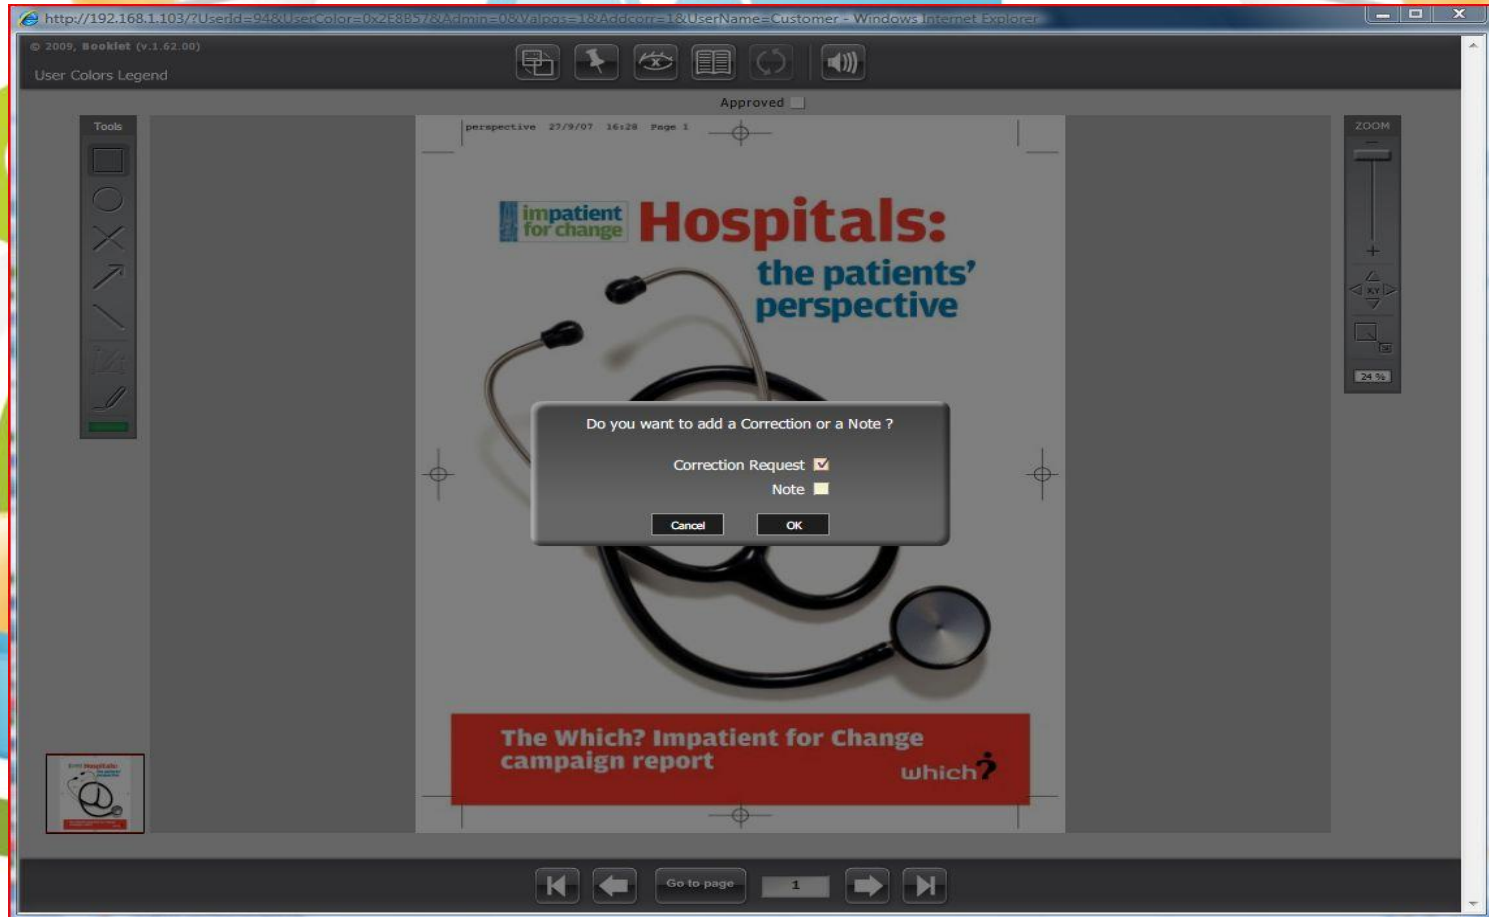 http://192.168.1.103/?UserId=94&UserColor=0x2E8B57&Admin=0&Valpgs=1&Addcorr=1&UserName=Customer - Windows Internet Explorer
© 2009, Booklet (v.1.62.00)
User Colors Legend
Approved
Tools
perspective 27/9/07 16:28 Page 1
ZOOM
impatient
for change
Hospitals:
the patients'
perspective
X,Y
24 %
Do you want to add a Correction or a Note ?
Correction Request
Note
Cancel
OK
The Which? Impatient for Change
campaign report
which?
Go to page
1